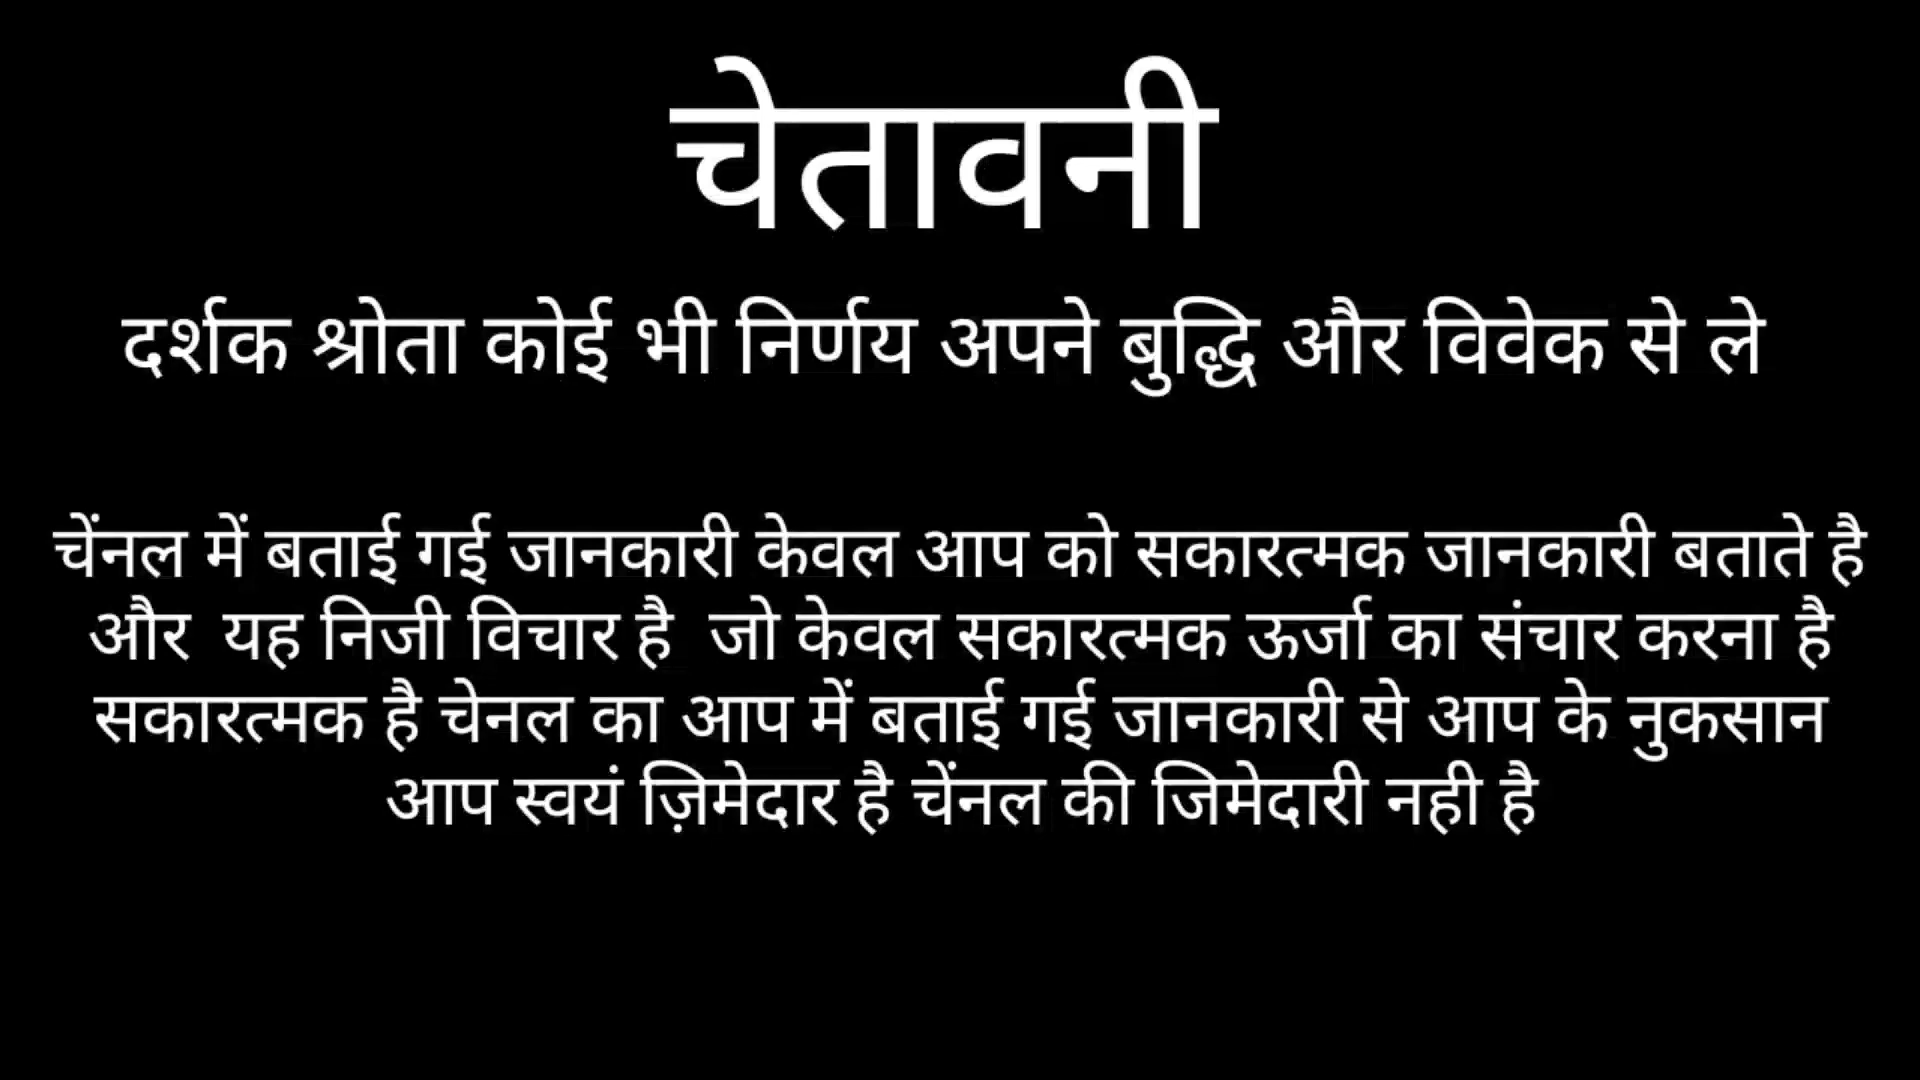 चेतावनी
दर्शक श्रोता कोई भी निर्णय अपने बुद्धि और विवेक से ले
चेंनल में बताई गई जानकारी केवल आप को सकारत्मक जानकारी बताते है
और यह निजी विचार है जो केवल सकारत्मक ऊर्जा का संचार करना है
सकारत्मक है चेनल का आप में बताई गई जानकारी से आप के नुकसान
आप स्वयं ज़िमेदार है चेंनल की जिमेदारी नही है